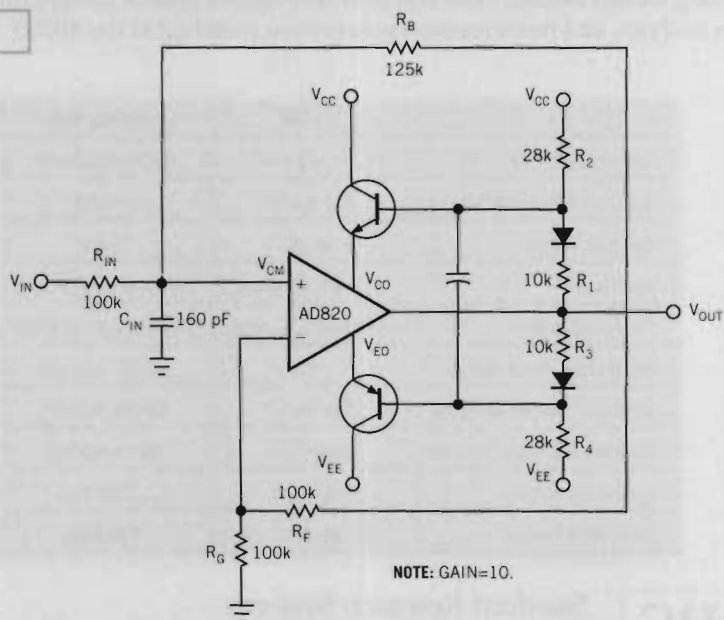 R_B
125k
V_CC
V_CC
28k R_2
R_IN
V_IN
100k
V_CM
V_CO
10k R_1
C_IN 160 pF
+
AD820
V_OUT
−
V_EO
10k R_3
28k R_4
V_EE
V_EE
100k
R_F
R_G 100k
NOTE: GAIN=10.